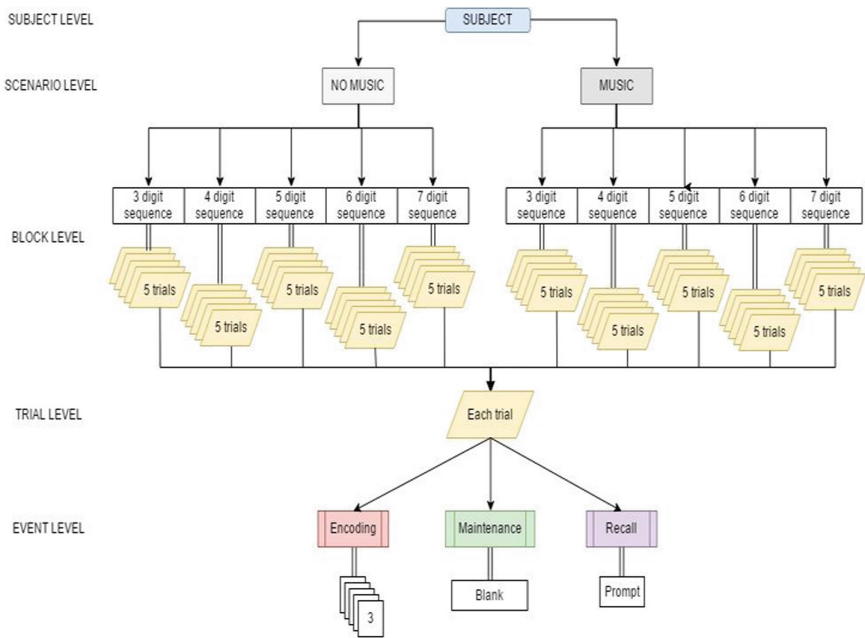 SUBJECT LEVEL
SUBJECT
SCENARIO LEVEL
NO MUSIC
MUSIC
BLOCK LEVEL
3 digit
sequence
4 digit
sequence
5 digit
sequence
6 digit
sequence
7 digit
sequence
3 digit
sequence
4 digit
sequence
5 digit
sequence
6 digit
sequence
7 digit
sequence
5 trials
5 trials
5 trials
5 trials
5 trials
5 trials
5 trials
5 trials
5 trials
5 trials
TRIAL LEVEL
Each trial
EVENT LEVEL
Encoding
Maintenance
Recall
3
Blank
Prompt